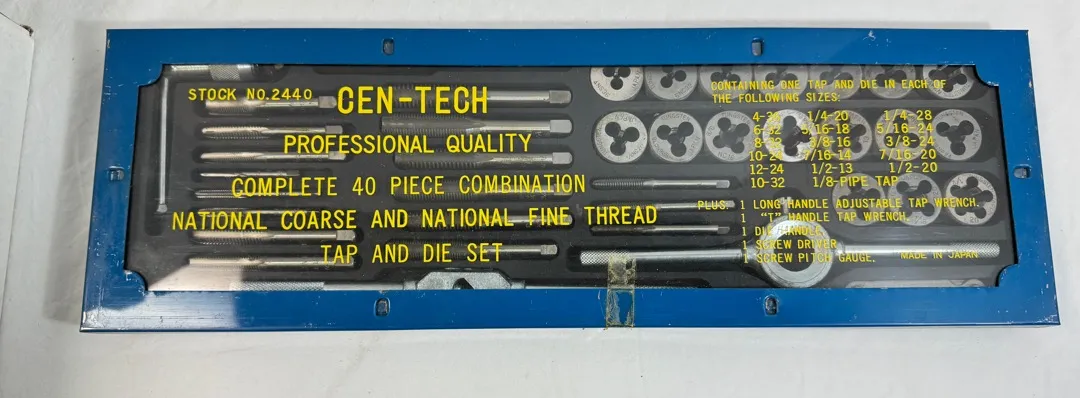 STOCK NO.2440
CEN-TECH
PROFESSIONAL QUALITY
COMPLETE 40 PIECE COMBINATION
NATIONAL COARSE AND NATIONAL FINE THREAD
TAP AND DIE SET
CONTAINING ONE TAP AND DIE IN EACH OF
THE FOLLOWING SIZES:
1/4-20 1/4-28
6-32 5/16-18 5/16-24
8-32 3/8-16 3/8-24
10-24 7/16-14 7/16-20
12-24 1/2-13 1/2-20
10-32 1/8-PIPE TAP
PLUS: 1 LONG HANDLE ADJUSTABLE TAP WRENCH.
1 "T" HANDLE TAP WRENCH.
1 DIE HANDLE
1 SCREW DRIVER
1 SCREW PITCH GAUGE. MADE IN JAPAN